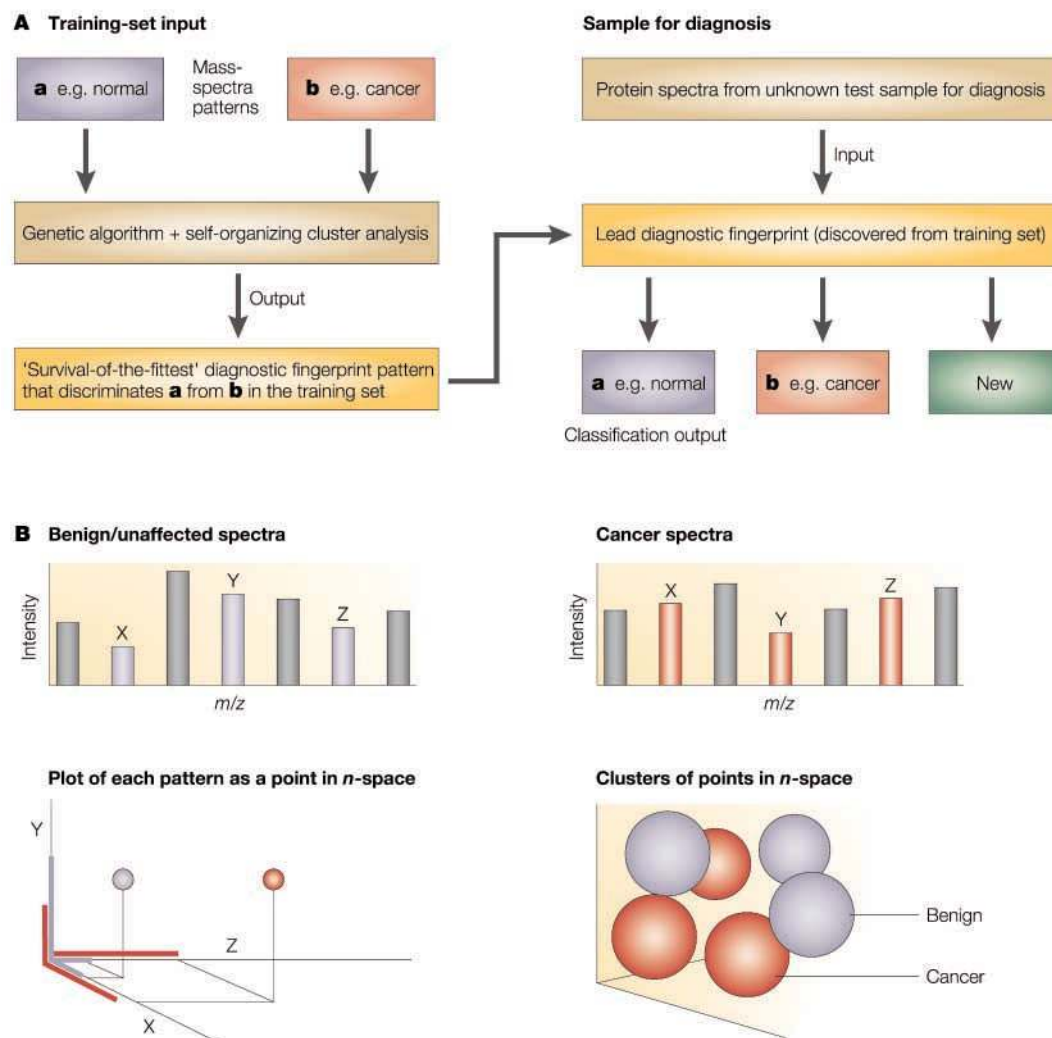 A Training-set input
a e.g. normal
Mass-
spectra
patterns
b e.g. cancer
Genetic algorithm + self-organizing cluster analysis
Output
'Survival-of-the-fittest' diagnostic fingerprint pattern
that discriminates a from b in the training set
Sample for diagnosis
Protein spectra from unknown test sample for diagnosis
Input
Lead diagnostic fingerprint (discovered from training set)
a e.g. normal
b e.g. cancer
New
Classification output
B Benign/unaffected spectra
Intensity
X
Y
Z
m/z
Cancer spectra
Intensity
X
Y
Z
m/z
Plot of each pattern as a point in n-space
Y
Z
X
Clusters of points in n-space
Benign
Cancer